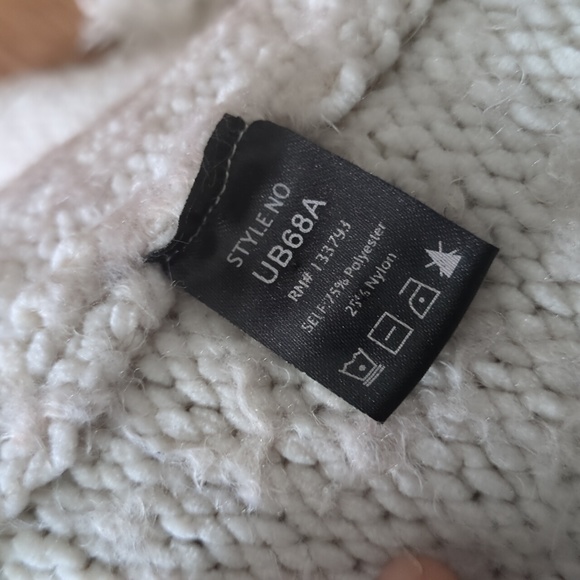 STYLE NO
UB68A
RN# 133793
SELF:75% Polyester
25% Nylon